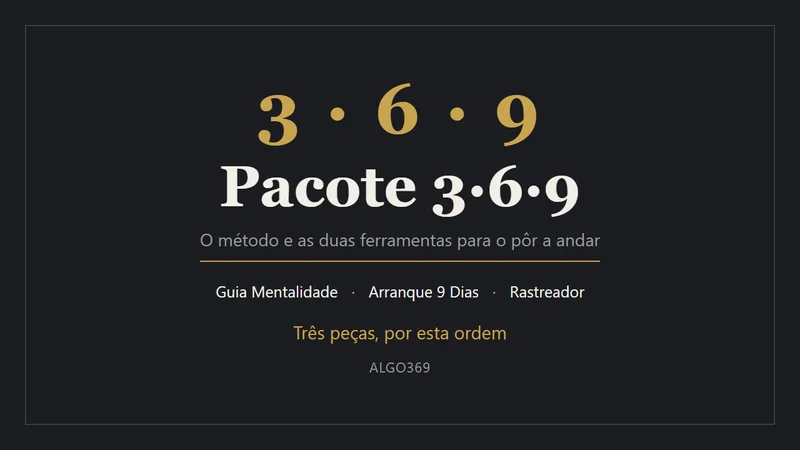 3 · 6 · 9
Pacote 3·6·9
O método e as duas ferramentas para o pôr a andar
Guia Mentalidade · Arranque 9 Dias · Rastreador
Três peças, por esta ordem
ALGO369